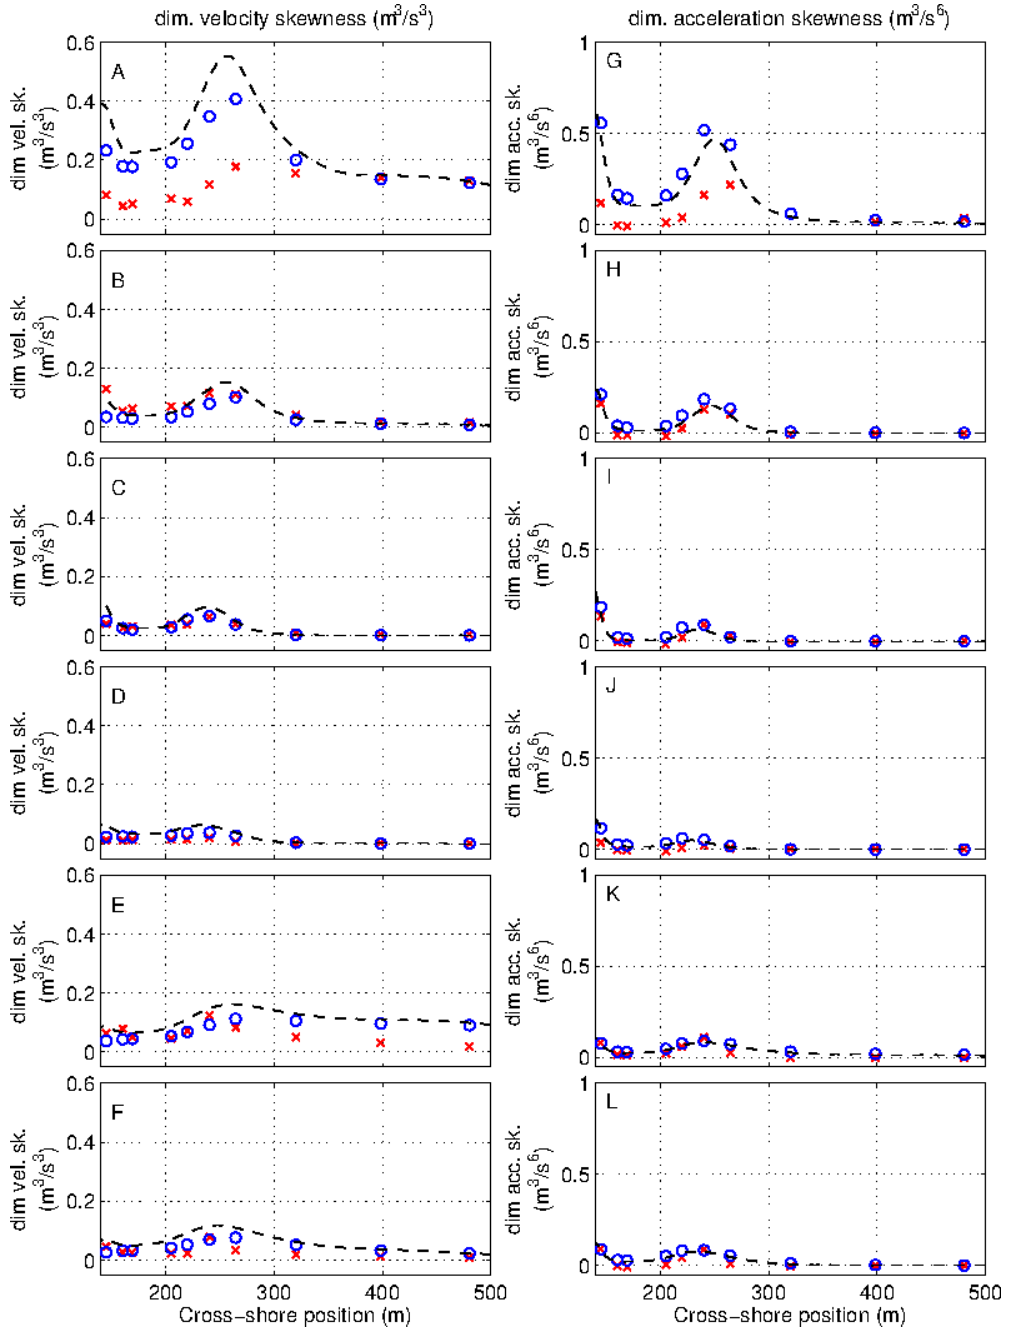 dim. velocity skewness (m³/s³)
dim. acceleration skewness (m³/s⁶)
dim vel. sk.
(m³/s³)
0.6
0.4
0.2
0
A
dim acc. sk.
(m³/s⁶)
1
0.5
0
G
dim vel. sk.
(m³/s³)
0.6
0.4
0.2
0
B
dim acc. sk.
(m³/s⁶)
1
0.5
0
H
dim vel. sk.
(m³/s³)
0.6
0.4
0.2
0
C
dim acc. sk.
(m³/s⁶)
1
0.5
0
I
dim vel. sk.
(m³/s³)
0.6
0.4
0.2
0
D
dim acc. sk.
(m³/s⁶)
1
0.5
0
J
dim vel. sk.
(m³/s³)
0.6
0.4
0.2
0
E
dim acc. sk.
(m³/s⁶)
1
0.5
0
K
dim vel. sk.
(m³/s³)
0.6
0.4
0.2
0
F
200 300 400 500
Cross-shore position (m)
dim acc. sk.
(m³/s⁶)
1
0.5
0
L
200 300 400 500
Cross-shore position (m)